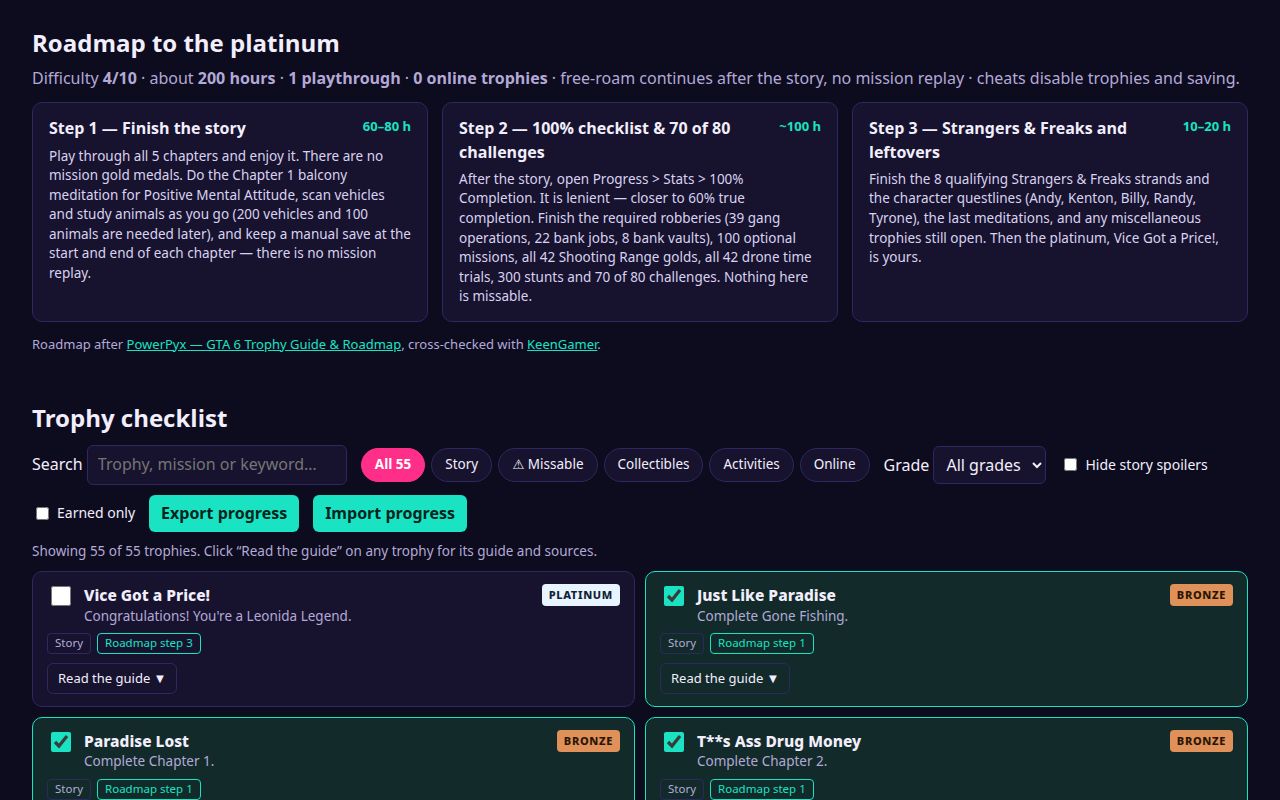 Roadmap to the platinum
Difficulty 4/10 · about 200 hours · 1 playthrough · 0 online trophies · free-roam continues after the story, no mission replay · cheats disable trophies and saving.
Step 1 — Finish the story
60–80 h
Play through all 5 chapters and enjoy it. There are no
mission gold medals. Do the Chapter 1 balcony
meditation for Positive Mental Attitude, scan vehicles
and study animals as you go (200 vehicles and 100
animals are needed later), and keep a manual save at the
start and end of each chapter — there is no mission
replay.
Step 2 — 100% checklist & 70 of 80
challenges
~100 h
After the story, open Progress > Stats > 100%
Completion. It is lenient — closer to 60% true
completion. Finish the required robberies (39 gang
operations, 22 bank jobs, 8 bank vaults), 100 optional
missions, all 42 Shooting Range golds, all 42 drone time
trials, 300 stunts and 70 of 80 challenges. Nothing here
is missable.
Step 3 — Strangers & Freaks and
leftovers
10–20 h
Finish the 8 qualifying Strangers & Freaks strands and
the character questlines (Andy, Kenton, Billy, Randy,
Tyrone), the last meditations, and any miscellaneous
trophies still open. Then the platinum, Vice Got a Price!,
is yours.
Roadmap after PowerPyx — GTA 6 Trophy Guide & Roadmap, cross-checked with KeenGamer.
Trophy checklist
Search Trophy, mission or keyword... All 55 Story ⚠ Missable Collectibles Activities Online Grade All grades Hide story spoilers
Earned only Export progress Import progress
Showing 55 of 55 trophies. Click “Read the guide” on any trophy for its guide and sources.
Vice Got a Price! PLATINUM
Congratulations! You're a Leonida Legend.
Story Roadmap step 3
Read the guide ▼
Just Like Paradise BRONZE
Complete Gone Fishing.
Story Roadmap step 1
Read the guide ▼
Paradise Lost BRONZE
Complete Chapter 1.
Story Roadmap step 1
T**s Ass Drug Money BRONZE
Complete Chapter 2.
Story Roadmap step 1